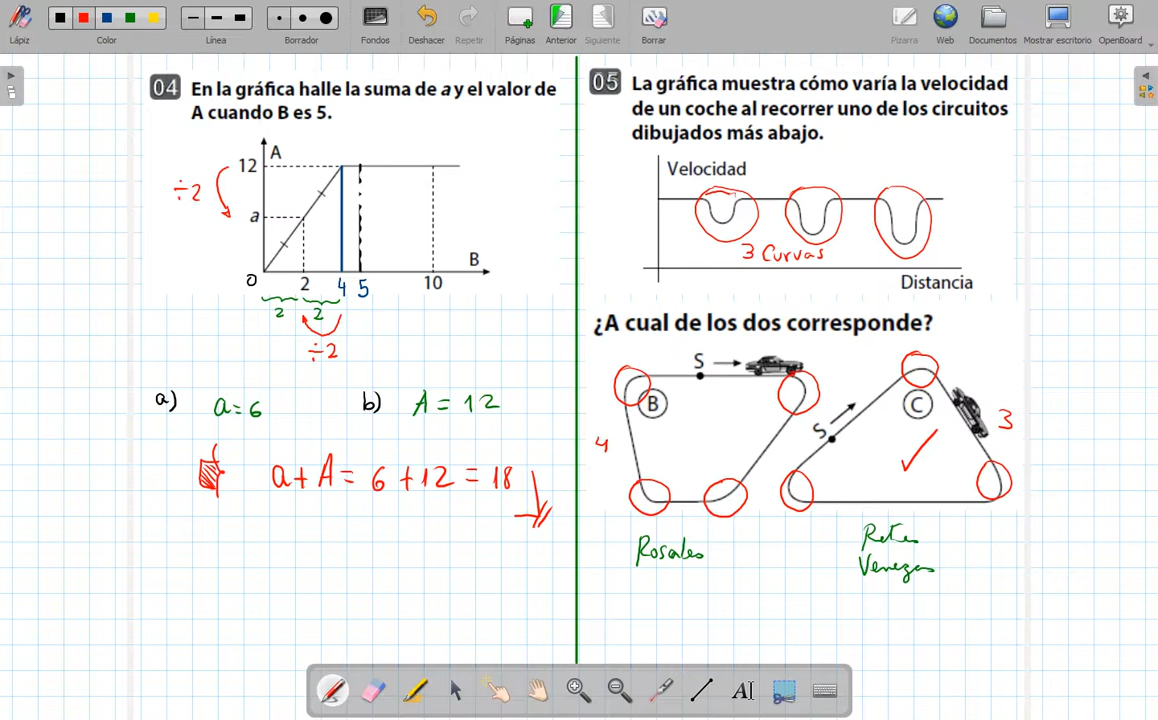 Lápiz
Color
Línea
Borrador
Fondos
Deshacer
Repetir
Páginas
Anterior
Siguiente
Borrar
Pizarra
Web
Documentos
Mostrar escritorio
OpenBoard
04 En la gráfica halle la suma de a y el valor de
A cuando B es 5.
A
12
÷2
a
B
0
2
4
5
10
2
2
÷2
a) a=6
b) A = 12
a+A = 6 +12 = 18
05 La gráfica muestra cómo varía la velocidad
de un coche al recorrer uno de los circuitos
dibujados más abajo.
Velocidad
3 Curvas
Distancia
¿A cual de los dos corresponde?
S
B
4
S
C
3
Rosales
Retes
Venegas